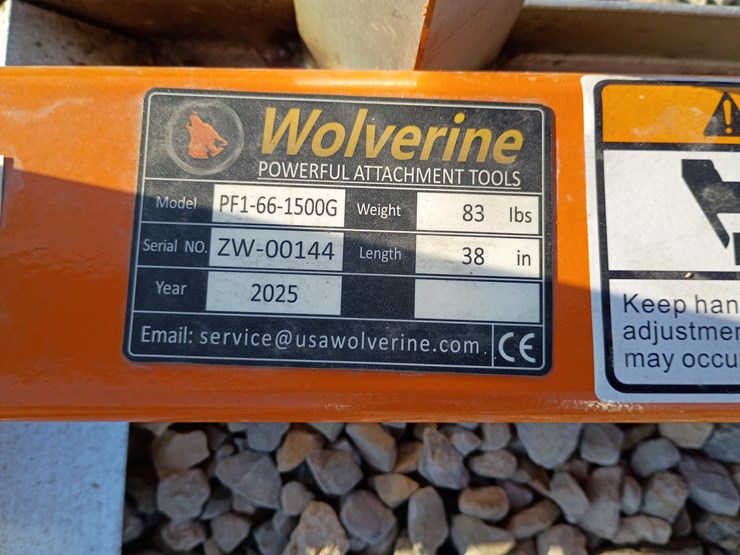 Wolverine
POWERFUL ATTACHMENT TOOLS
Model PF1-66-1500G Weight 83 lbs
Serial NO. ZW-00144 Length 38 in
Year 2025
Email: service@usawolverine.com CE
Keep han
adjustmer
may occu